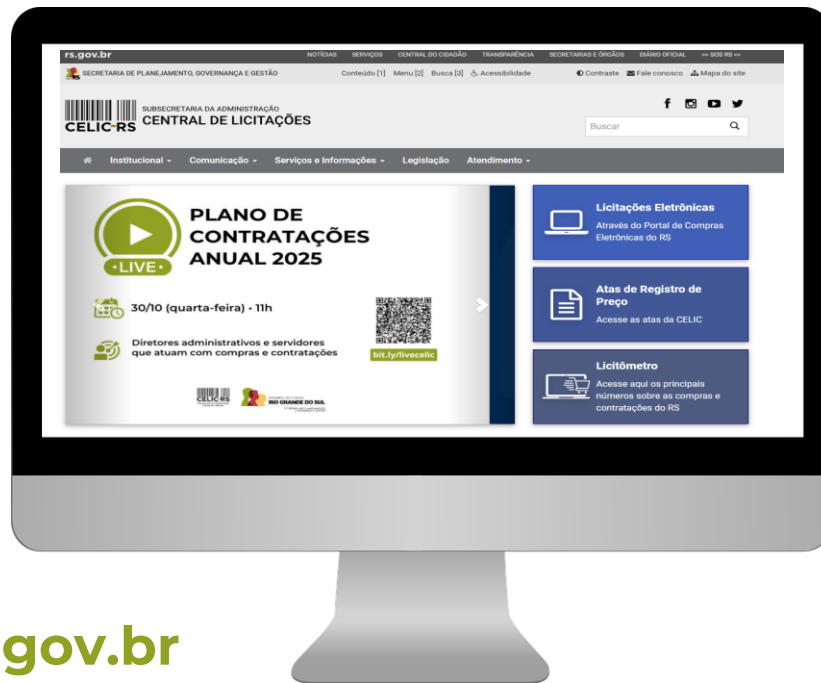 rs.gov.br
NOTÍCIAS SERVIÇOS CENTRAL DO CIDADÃO TRANSPARÊNCIA SECRETARIAS E ÓRGÃOS DIÁRIO OFICIAL »» SOS RS ««
SECRETARIA DE PLANEJAMENTO, GOVERNANÇA E GESTÃO
Conteúdo [1] Menu [2] Busca [3] Acessibilidade
Contraste Fale conosco Mapa do site
CELIC-RS
SUBSECRETARIA DA ADMINISTRAÇÃO
CENTRAL DE LICITAÇÕES
Buscar
Institucional Comunicação Serviços e Informações Legislação Atendimento
•LIVE•
PLANO DE
CONTRATAÇÕES
ANUAL 2025
30/10 (quarta-feira) • 11h
Diretores administrativos e servidores
que atuam com compras e contratações
bit.ly/livecelic
CELIC-RS
RIO GRANDE DO SUL
Licitações Eletrônicas
Através do Portal de Compras
Eletrônicas do RS
Atas de Registro de
Preço
Acesse as atas da CELIC
Licitômetro
Acesse aqui os principais
números sobre as compras e
contratações do RS
gov.br